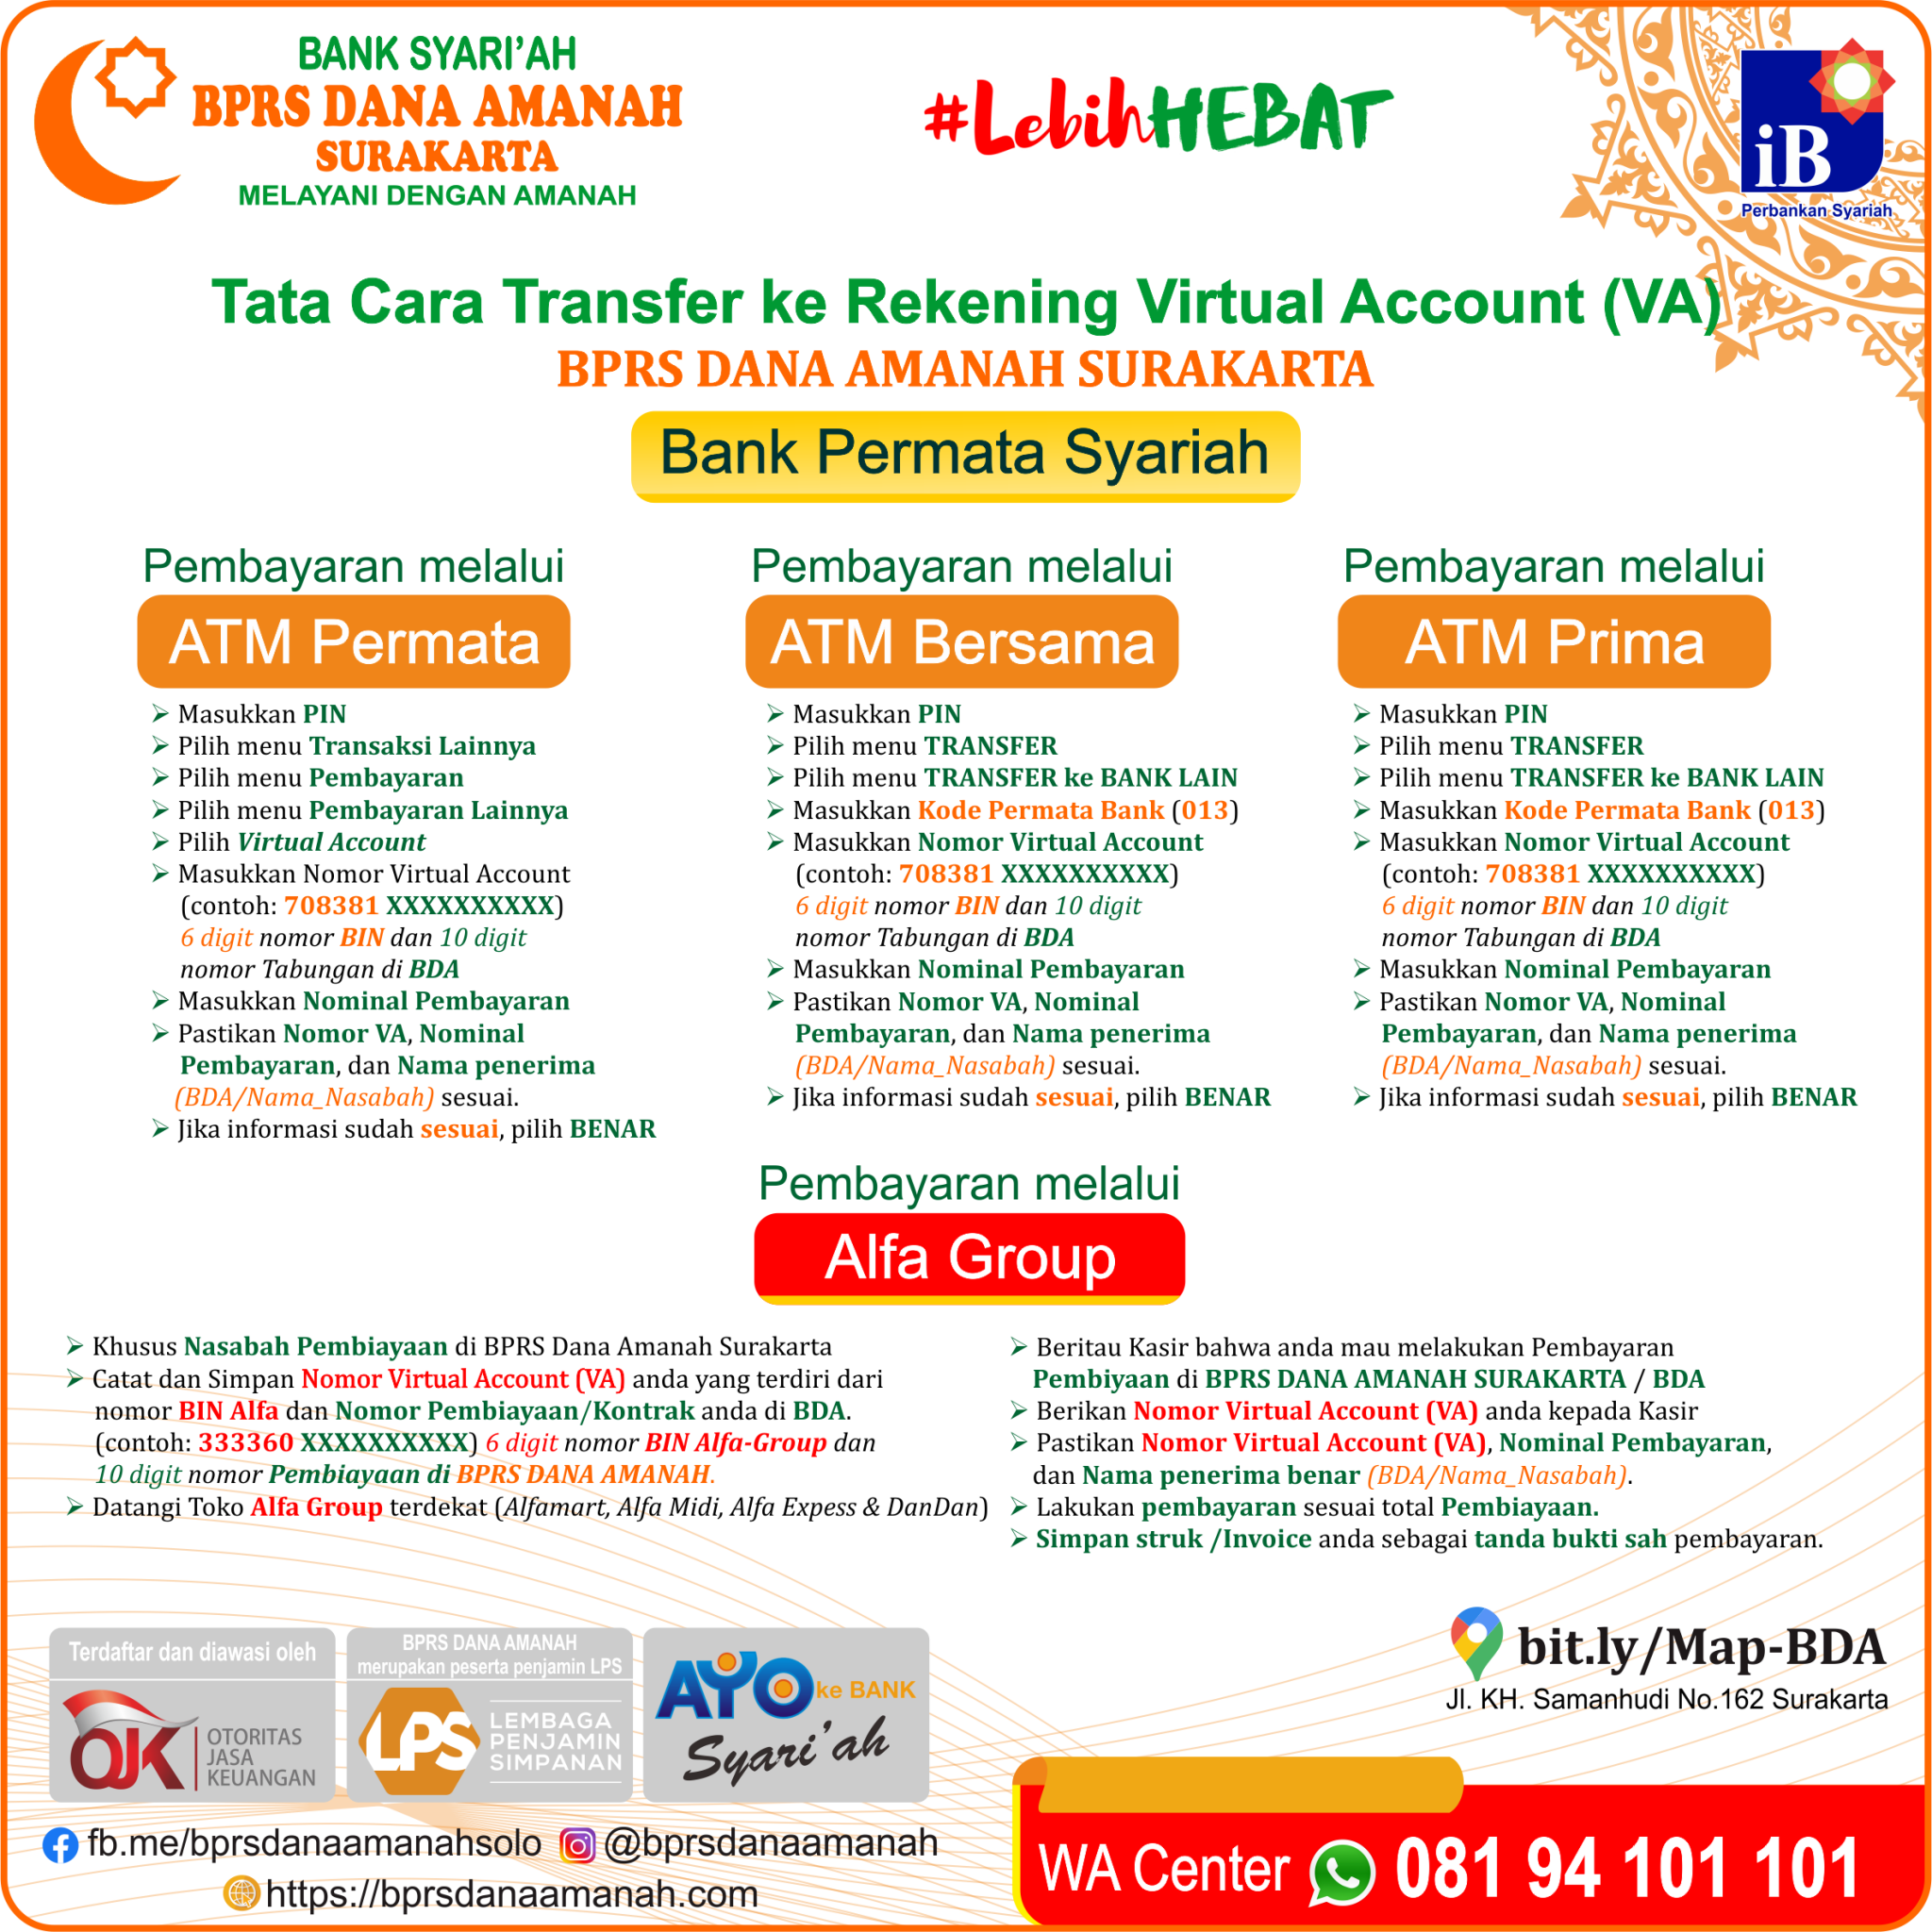 BANK SYARI'AH
BPRS DANA AMANAH
SURAKARTA
MELAYANI DENGAN AMANAH
#LebihHEBAT
iB
Perbankan Syariah
Tata Cara Transfer ke Rekening Virtual Account (VA)
BPRS DANA AMANAH SURAKARTA
Bank Permata Syariah
Pembayaran melalui
ATM Permata
➢ Masukkan PIN
➢ Pilih menu Transaksi Lainnya
➢ Pilih menu Pembayaran
➢ Pilih menu Pembayaran Lainnya
➢ Pilih Virtual Account
➢ Masukkan Nomor Virtual Account
(contoh: 708381 XXXXXXXXXX)
6 digit nomor BIN dan 10 digit
nomor Tabungan di BDA
➢ Masukkan Nominal Pembayaran
➢ Pastikan Nomor VA, Nominal
Pembayaran, dan Nama penerima
(BDA/Nama_Nasabah) sesuai.
➢ Jika informasi sudah sesuai, pilih BENAR
Pembayaran melalui
ATM Bersama
➢ Masukkan PIN
➢ Pilih menu TRANSFER
➢ Pilih menu TRANSFER ke BANK LAIN
➢ Masukkan Kode Permata Bank (013)
➢ Masukkan Nomor Virtual Account
(contoh: 708381 XXXXXXXXXX)
6 digit nomor BIN dan 10 digit
nomor Tabungan di BDA
➢ Masukkan Nominal Pembayaran
➢ Pastikan Nomor VA, Nominal
Pembayaran, dan Nama penerima
(BDA/Nama_Nasabah) sesuai.
➢ Jika informasi sudah sesuai, pilih BENAR
Pembayaran melalui
ATM Prima
➢ Masukkan PIN
➢ Pilih menu TRANSFER
➢ Pilih menu TRANSFER ke BANK LAIN
➢ Masukkan Kode Permata Bank (013)
➢ Masukkan Nomor Virtual Account
(contoh: 708381 XXXXXXXXXX)
6 digit nomor BIN dan 10 digit
nomor Tabungan di BDA
➢ Masukkan Nominal Pembayaran
➢ Pastikan Nomor VA, Nominal
Pembayaran, dan Nama penerima
(BDA/Nama_Nasabah) sesuai.
➢ Jika informasi sudah sesuai, pilih BENAR
Pembayaran melalui
Alfa Group
➢ Khusus Nasabah Pembiayaan di BPRS Dana Amanah Surakarta
➢ Catat dan Simpan Nomor Virtual Account (VA) anda yang terdiri dari
nomor BIN Alfa dan Nomor Pembiayaan/Kontrak anda di BDA.
(contoh: 333360 XXXXXXXXXX) 6 digit nomor BIN Alfa-Group dan
10 digit nomor Pembiayaan di BPRS DANA AMANAH.
➢ Datangi Toko Alfa Group terdekat (Alfamart, Alfa Midi, Alfa Expess & DanDan)
➢ Beritau Kasir bahwa anda mau melakukan Pembayaran
Pembiyaan di BPRS DANA AMANAH SURAKARTA / BDA
➢ Berikan Nomor Virtual Account (VA) anda kepada Kasir
➢ Pastikan Nomor Virtual Account (VA), Nominal Pembayaran,
dan Nama penerima benar (BDA/Nama_Nasabah).
➢ Lakukan pembayaran sesuai total Pembiayaan.
➢ Simpan struk /Invoice anda sebagai tanda bukti sah pembayaran.
Terdaftar dan diawasi oleh
OJK
OTORITAS
JASA
KEUANGAN
BPRS DANA AMANAH
merupakan peserta penjamin LPS
LPS
LEMBAGA
PENJAMIN
SIMPANAN
AYO ke BANK
Syari'ah
bit.ly/Map-BDA
Jl. KH. Samanhudi No.162 Surakarta
fb.me/bprsdanaamanahsolo @bprsdanaamanah
https://bprsdanaamanah.com
WA Center 081 94 101 101